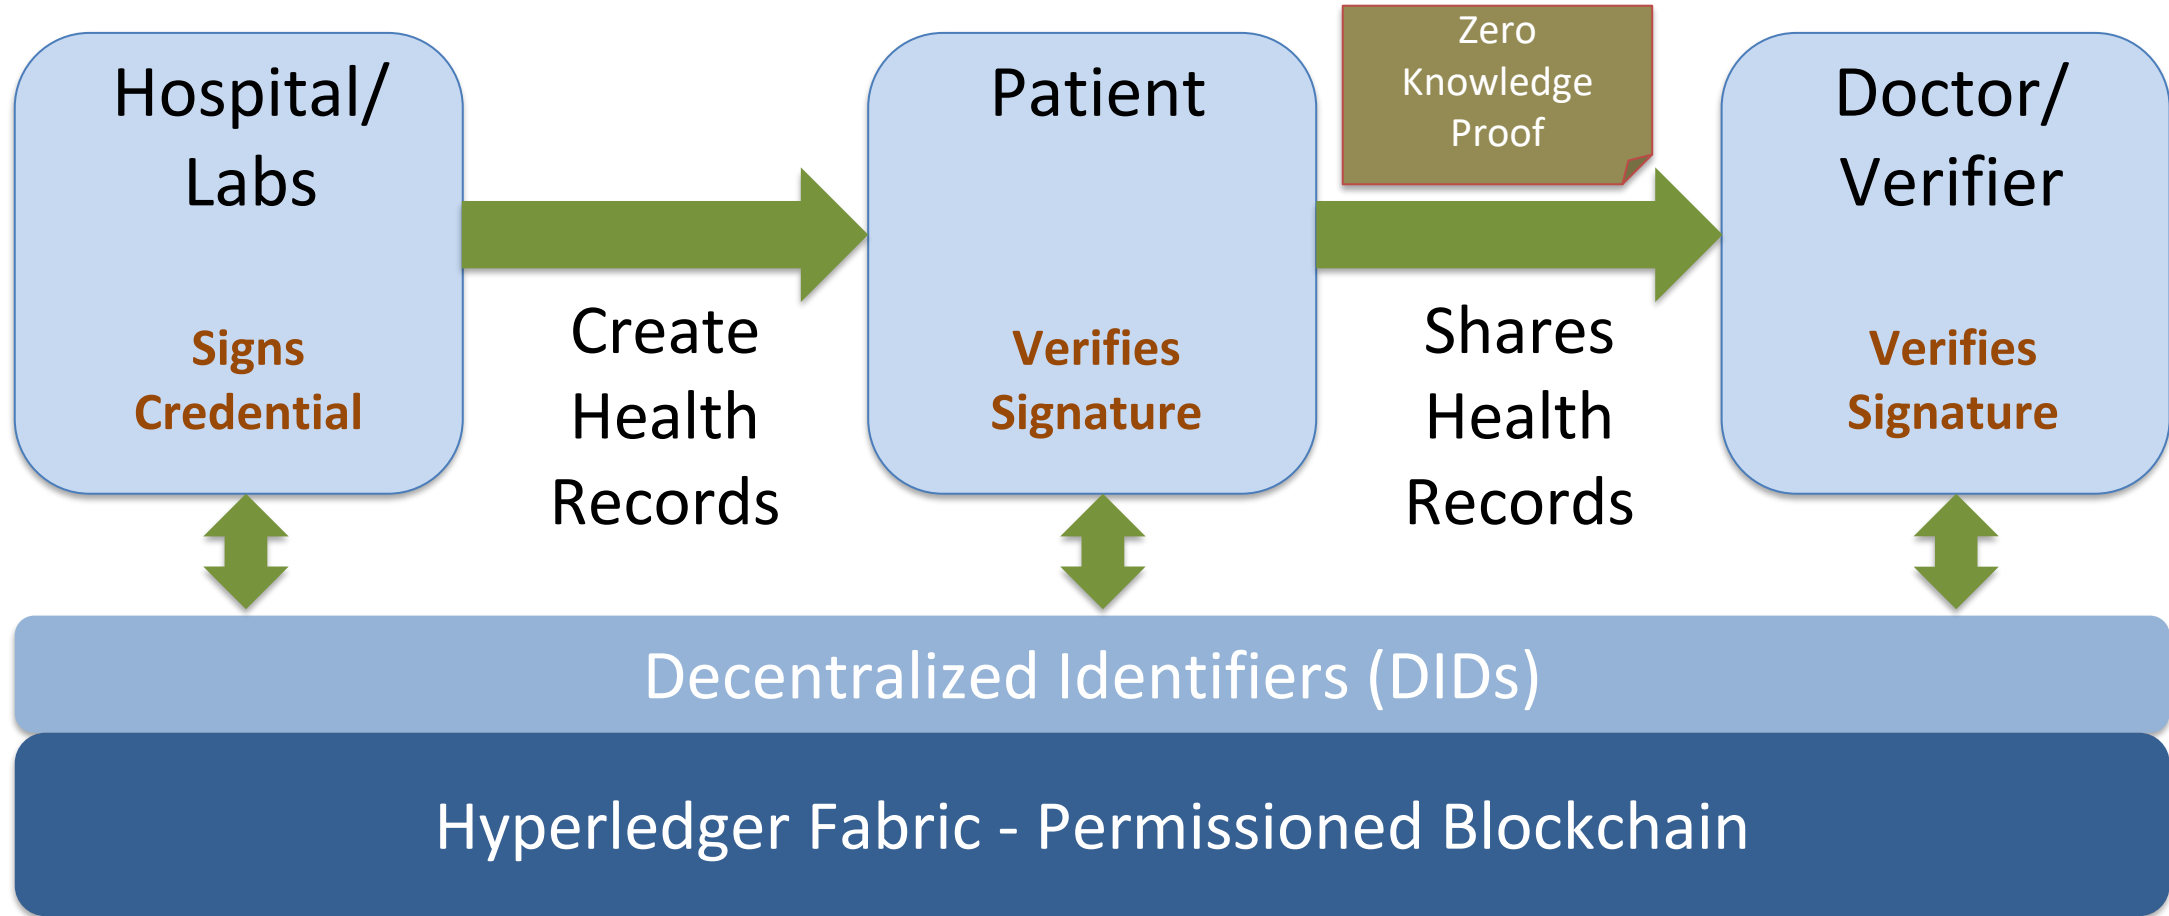 Hospital/
Labs
Signs
Credential
Create
Health
Records
Patient
Verifies
Signature
Zero
Knowledge
Proof
Shares
Health
Records
Doctor/
Verifier
Verifies
Signature
Decentralized Identifiers (DIDs)
Hyperledger Fabric - Permissioned Blockchain